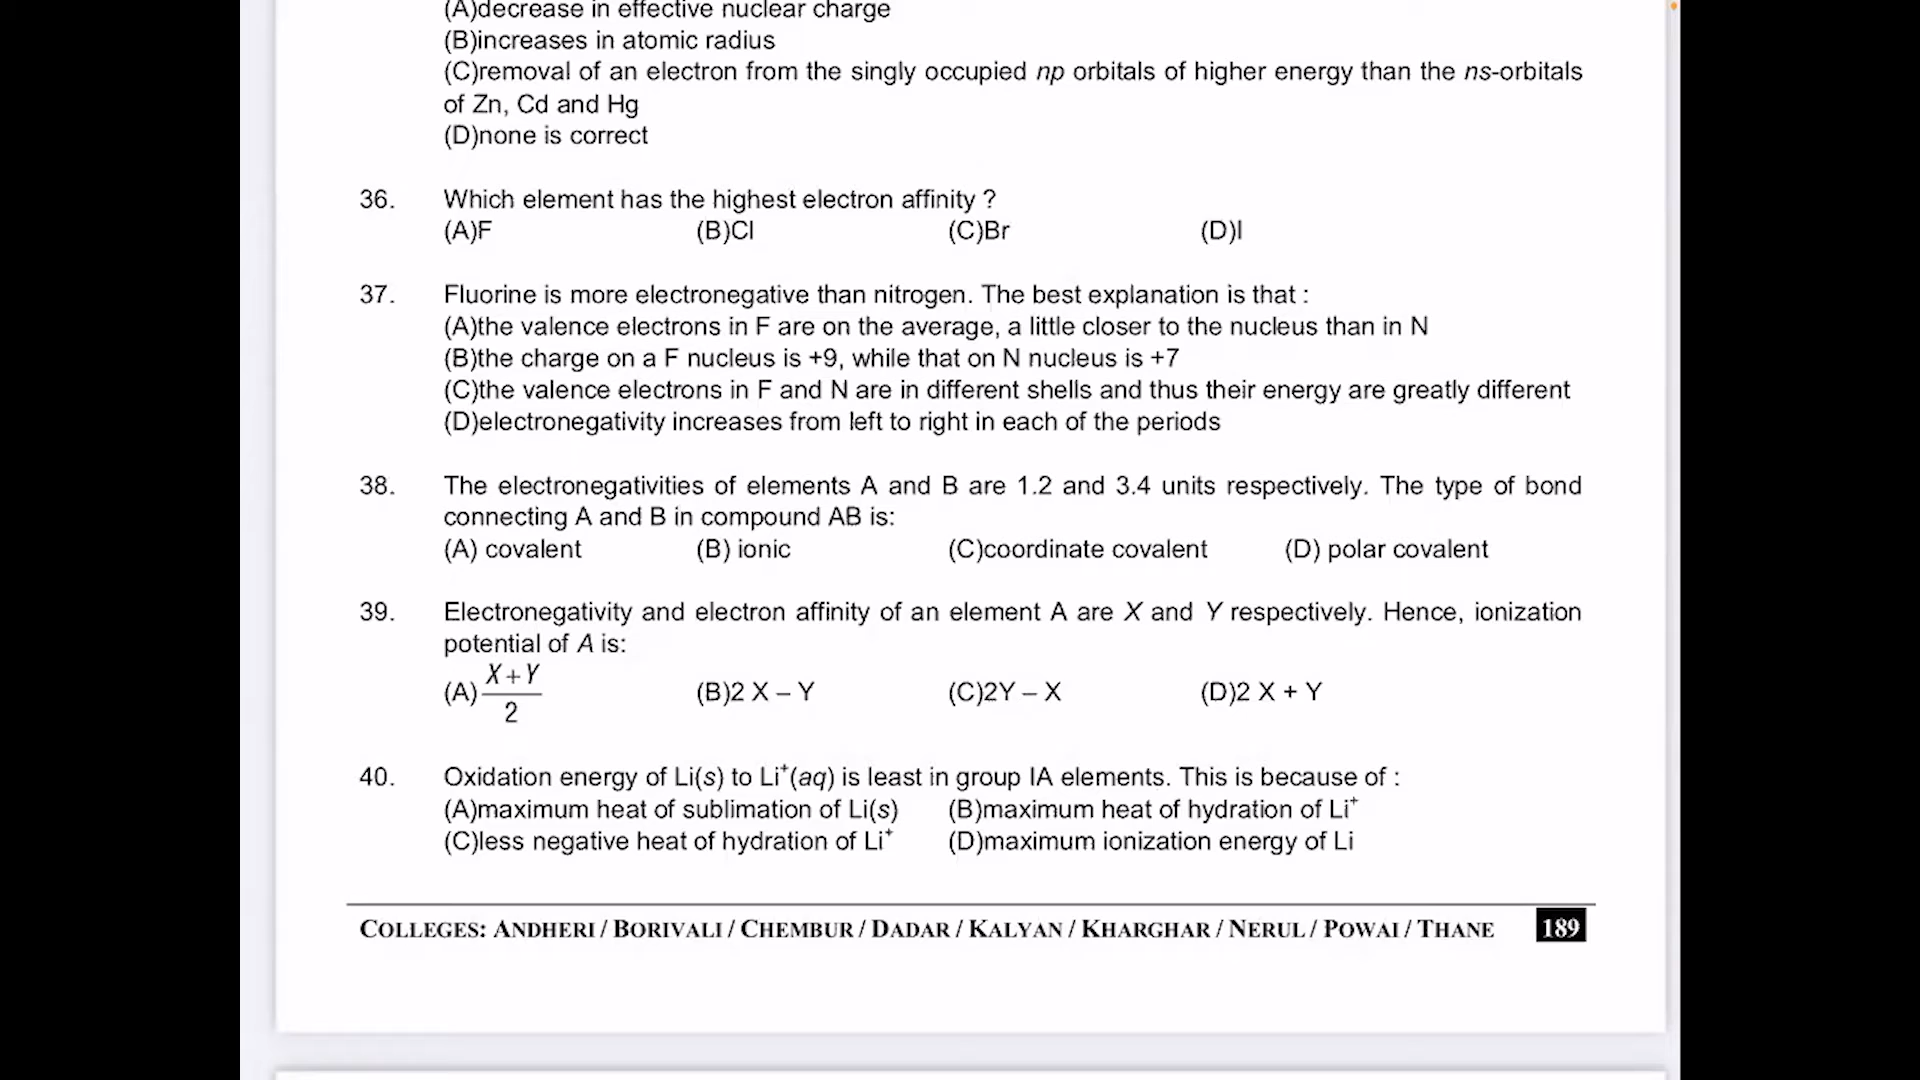 (A)decrease in effective nuclear charge
(B)increases in atomic radius
(C)removal of an electron from the singly occupied np orbitals of higher energy than the ns-orbitals
of Zn, Cd and Hg
(D)none is correct
36. Which element has the highest electron affinity ?
(A)F (B)Cl (C)Br (D)I
37. Fluorine is more electronegative than nitrogen. The best explanation is that :
(A)the valence electrons in F are on the average, a little closer to the nucleus than in N
(B)the charge on a F nucleus is +9, while that on N nucleus is +7
(C)the valence electrons in F and N are in different shells and thus their energy are greatly different
(D)electronegativity increases from left to right in each of the periods
38. The electronegativities of elements A and B are 1.2 and 3.4 units respectively. The type of bond
connecting A and B in compound AB is:
(A) covalent (B) ionic (C)coordinate covalent (D) polar covalent
39. Electronegativity and electron affinity of an element A are X and Y respectively. Hence, ionization
potential of A is:
(A) X + Y / 2 (B)2 X – Y (C)2Y – X (D)2 X + Y
40. Oxidation energy of Li(s) to Li⁺(aq) is least in group IA elements. This is because of :
(A)maximum heat of sublimation of Li(s) (B)maximum heat of hydration of Li⁺
(C)less negative heat of hydration of Li⁺ (D)maximum ionization energy of Li
COLLEGES: ANDHERI / BORIVALI / CHEMBUR / DADAR / KALYAN / KHARGHAR / NERUL / POWAI / THANE 189